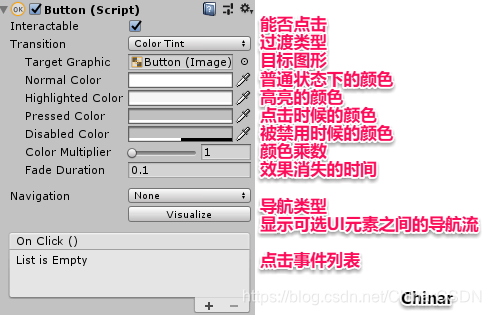 Button (Script)
Interactable 能否点击
Transition Color Tint 过渡类型
Target Graphic Button (Image) 目标图形
Normal Color 普通状态下的颜色
Highlighted Color 高亮的颜色
Pressed Color 点击时候的颜色
Disabled Color 被禁用时候的颜色
Color Multiplier 1 颜色乘数
Fade Duration 0.1 效果消失的时间
Navigation None 导航类型
Visualize 显示可选UI元素之间的导航流
On Click ()
List is Empty 点击事件列表
Chinar